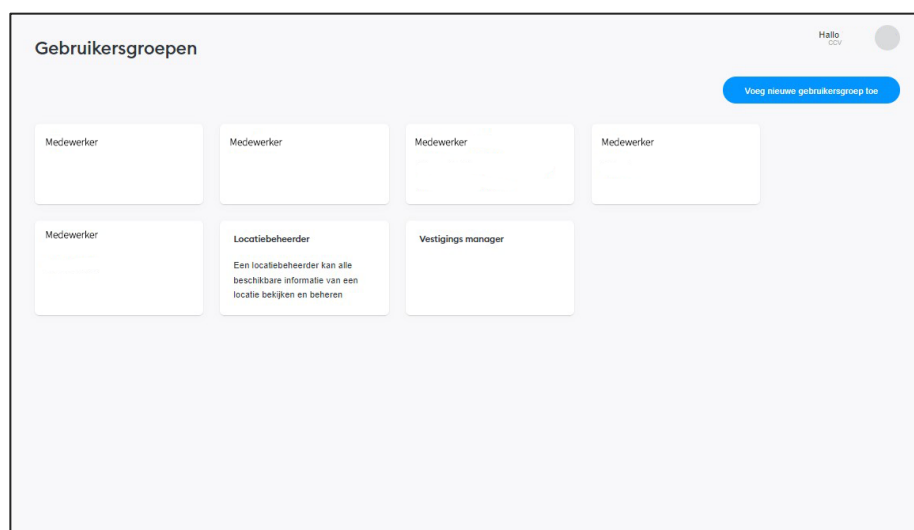 Gebruikersgroepen
Hallo
CCV
Voeg nieuwe gebruikersgroep toe
Medewerker
Medewerker
Medewerker
Medewerker
Medewerker
Locatiebeheerder
Een locatiebeheerder kan alle
beschikbare informatie van een
locatie bekijken en beheren
Vestigings manager